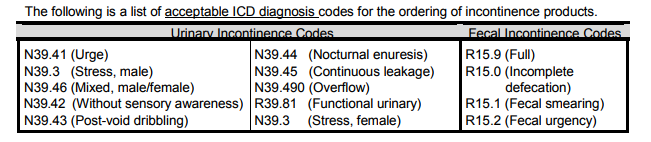 The following is a list of acceptable ICD diagnosis codes for the ordering of incontinence products.
Urinary Incontinence Codes
N39.41 (Urge)
N39.3 (Stress, male)
N39.46 (Mixed, male/female)
N39.42 (Without sensory awareness)
N39.43 (Post-void dribbling)
N39.44 (Nocturnal enuresis)
N39.45 (Continuous leakage)
N39.490 (Overflow)
R39.81 (Functional urinary)
N39.3 (Stress, female)
Fecal Incontinence Codes
R15.9 (Full)
R15.0 (Incomplete
defecation)
R15.1 (Fecal smearing)
R15.2 (Fecal urgency)